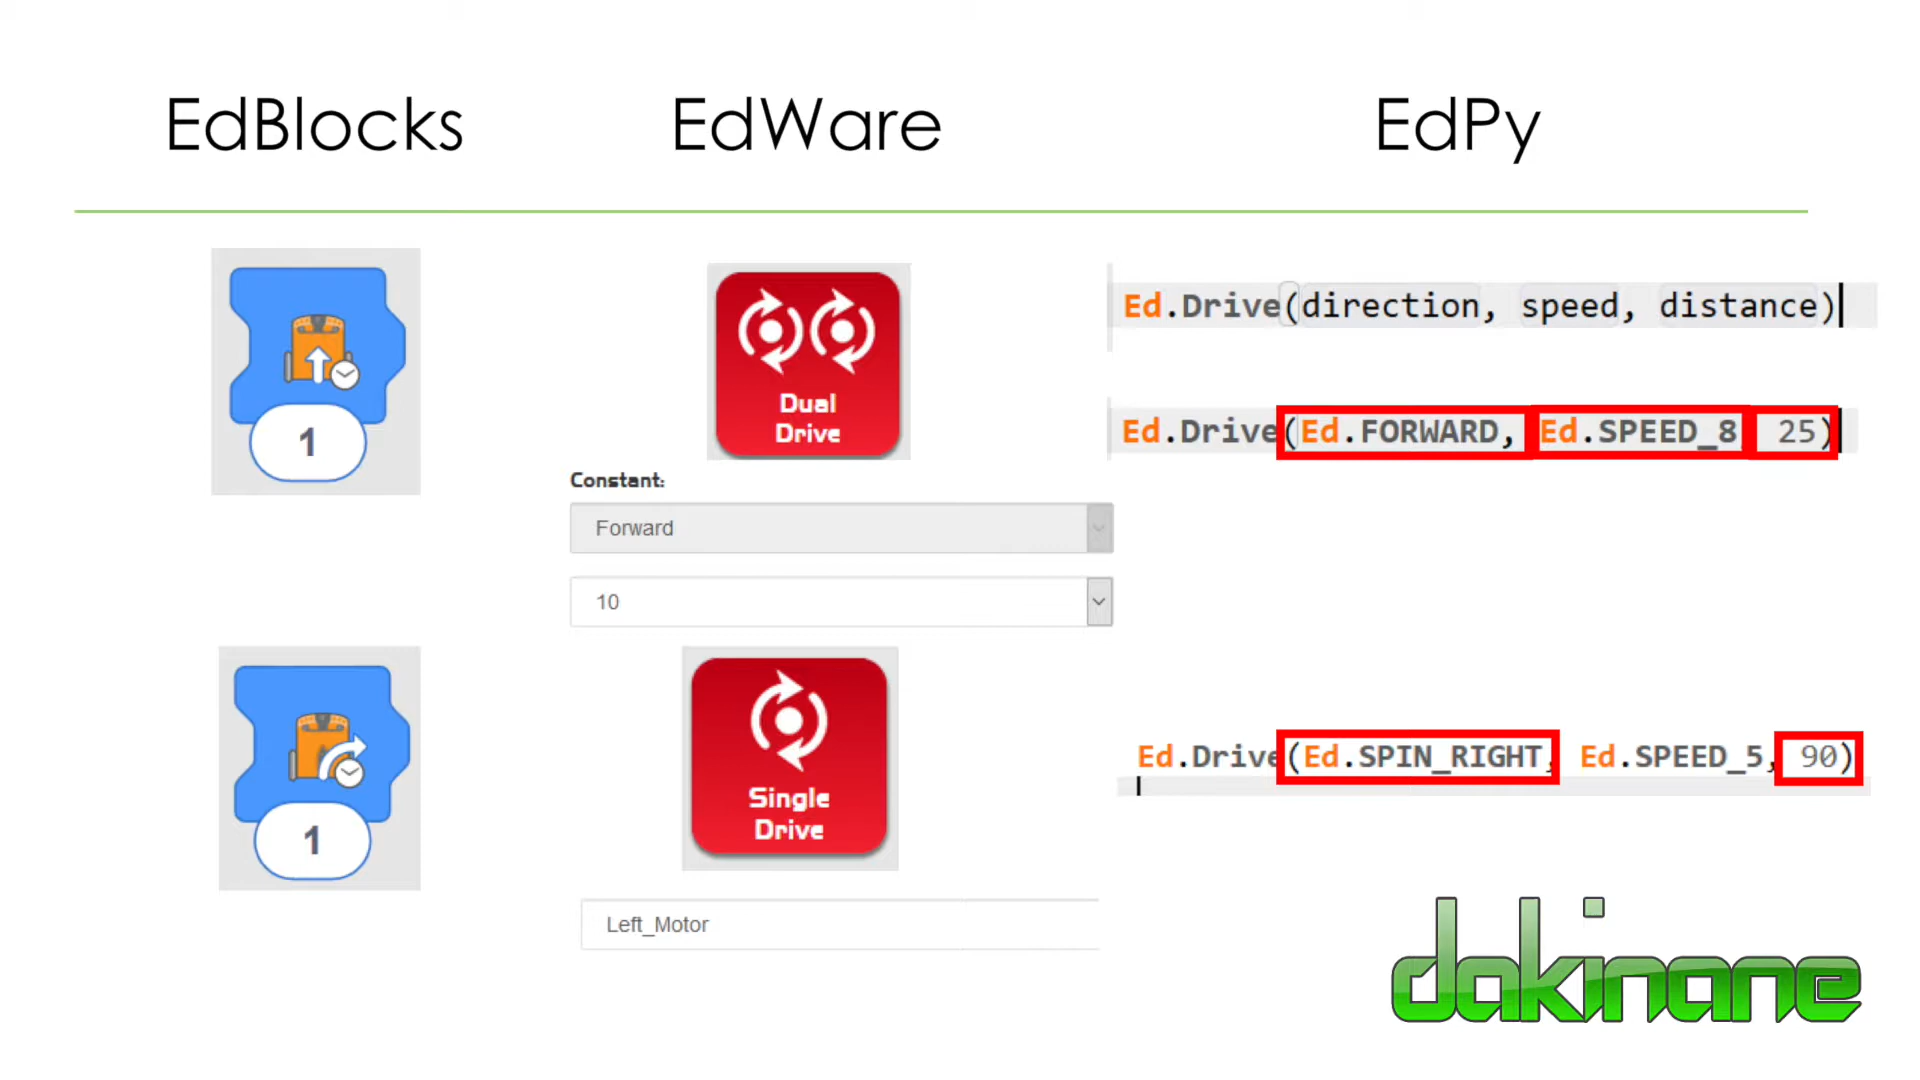 EdBlocks
EdWare
EdPy
1
Dual
Drive
Constant:
Forward
10
Ed.Drive(direction, speed, distance)
Ed.Drive(Ed.FORWARD, Ed.SPEED_8 25)
1
Single
Drive
Left_Motor
Ed.Drive(Ed.SPIN_RIGHT, Ed.SPEED_5, 90)
dakinane